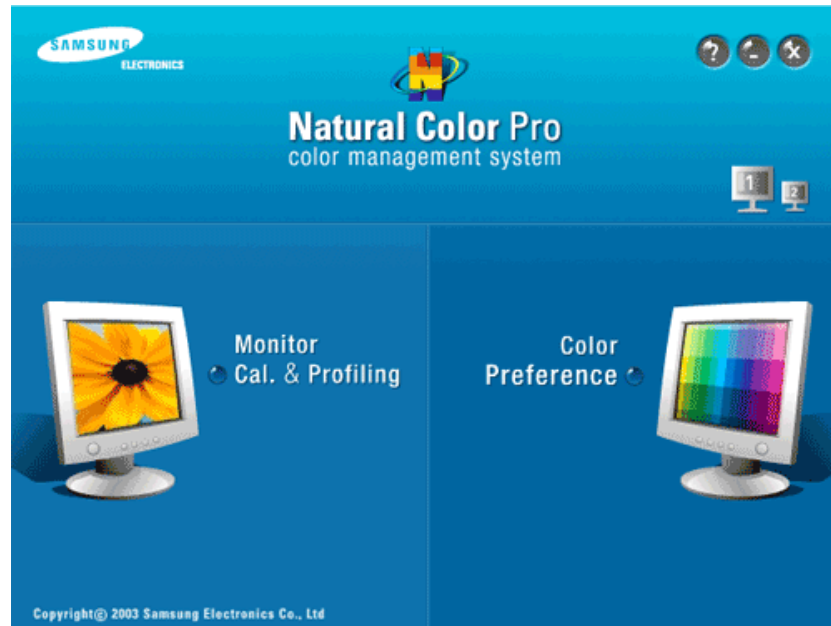 SAMSUNG
ELECTRONICS
? - x
N
Natural Color Pro
color management system
1 2
Monitor
Cal. & Profiling
Color
Preference
Copyright© 2003 Samsung Electronics Co., Ltd